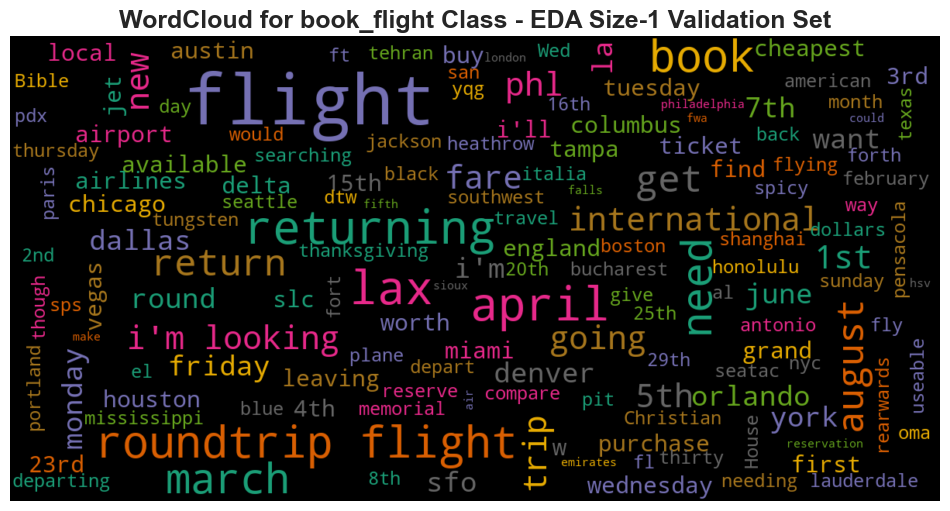 WordCloud for book_flight Class - EDA Size-1 Validation Set
local
new
austin
ft
tehran
buy
london
Wed
la
book
cheapest
Bible
jet
day
flight
san
yqg
phl
tuesday
american
3rd
pdx
16th
philadelphia
fwa
7th
month
could
texas
airport
would
jackson
heathrow
i'll
columbus
ticket
back
want
forth
thursday
available
searching
tampa
find
flying
paris
airlines
delta
15th
black
fare
italia
falls
get
spicy
february
chicago
seattle
dtw
fifth
southwest
way
tungsten
returning
travel
international
shanghai
dollars
dallas
thanksgiving
england
boston
need
1st
pensacola
2nd
return
i'm
20th
bucharest
honolulu
sunday
hsv
though
vegas
round
slc
fort
lax
sioux
april
give
25th
al
june
sps
make
i'm looking
worth
going
antonio
fly
august
portland
monday
friday
plane
miami
29th
seatac
nyc
grand
rearwards
useable
el
leaving
depart
denver
houston
reserve
air
compare
pit
5th
orlando
mississippi
blue
4th
memorial
Christian
york
roundtrip flight
trip
w
purchase
House
reservation
oma
23rd
emirates
fl
thirty
first
departing
march
8th
sfo
wednesday
needing
lauderdale